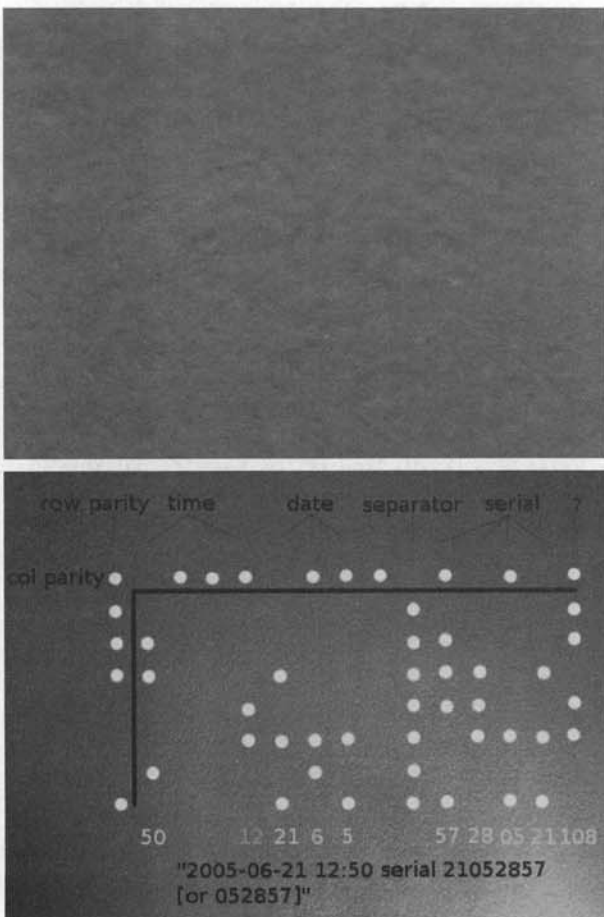 row parity time date separator serial ?
col parity
50 12 21 6 5 57 28 05 21 108
"2005-06-21 12:50 serial 21052857
[or 052857]"